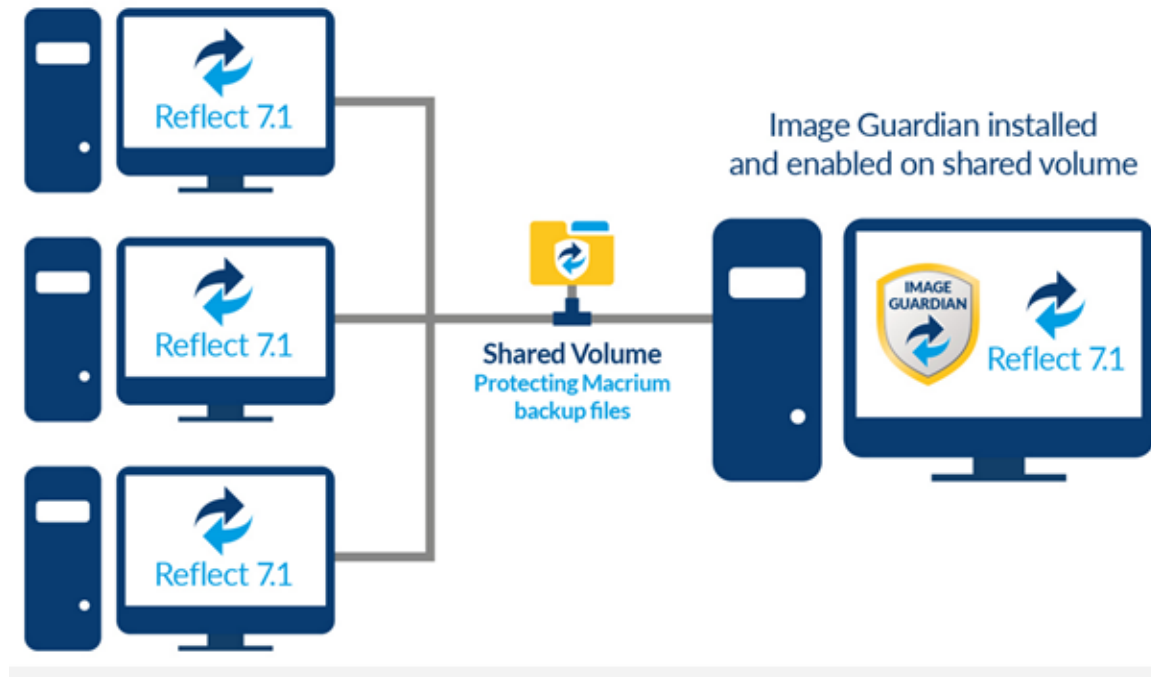 Reflect 7.1
Image Guardian installed
and enabled on shared volume
Reflect 7.1
Shared Volume
Protecting Macrium
backup files
IMAGE
GUARDIAN
Reflect 7.1
Reflect 7.1